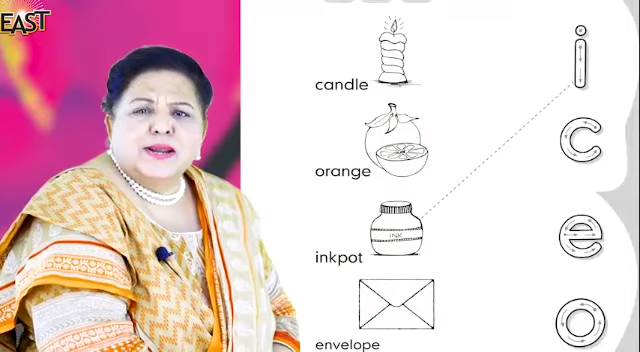 EAST
candle
i
orange
c
INK
inkpot
e
envelope
o